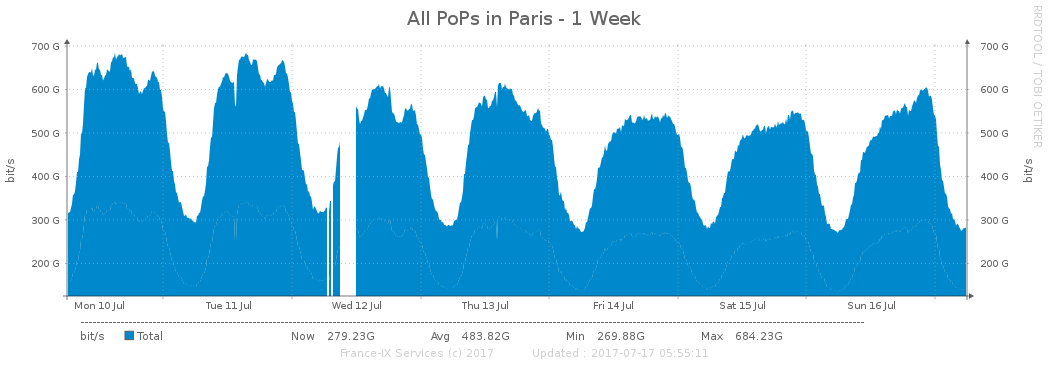 All PoPs in Paris - 1 Week
RRDTOOL / TOBI OETIKER
700 G 700 G
600 G 600 G
500 G 500 G
400 G 400 G
300 G 300 G
200 G 200 G
bit/s bit/s
Mon 10 Jul Tue 11 Jul Wed 12 Jul Thu 13 Jul Fri 14 Jul Sat 15 Jul Sun 16 Jul
bit/s Total Now 279.23G Avg 483.82G Min 269.88G Max 684.23G
France-IX Services (c) 2017 Updated : 2017-07-17 05:55:11